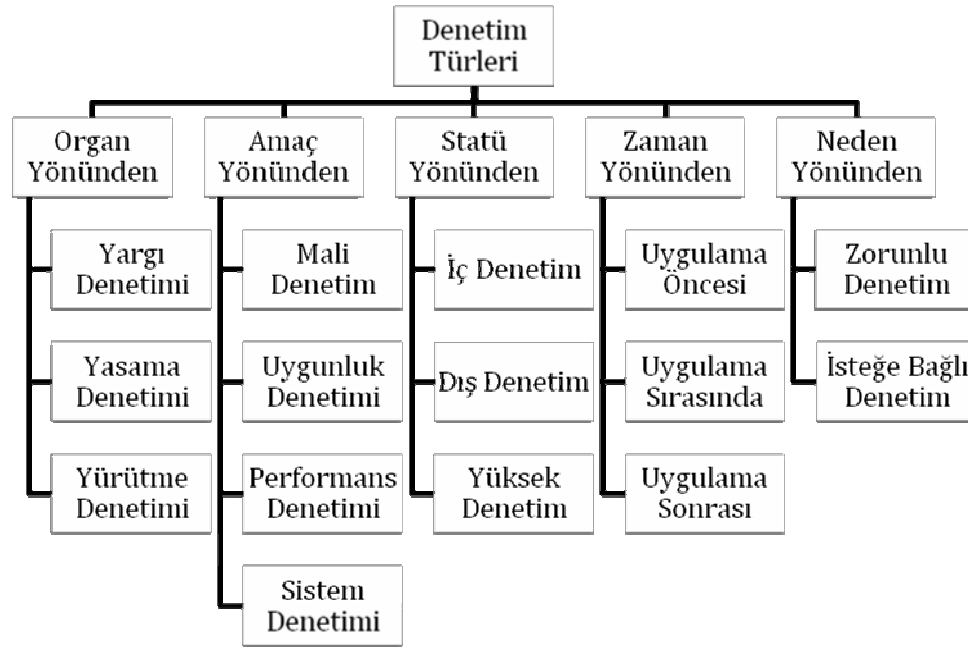 Denetim
Türleri
Organ
Yönünden
Amaç
Yönünden
Statü
Yönünden
Zaman
Yönünden
Neden
Yönünden
Yargı
Denetimi
Mali
Denetim
İç Denetim
Uygulama
Öncesi
Zorunlu
Denetim
Yasama
Denetimi
Uygunluk
Denetimi
Dış Denetim
Uygulama
Sırasında
İsteğe Bağlı
Denetim
Yürütme
Denetimi
Performans
Denetimi
Yüksek
Denetim
Uygulama
Sonrası
Sistem
Denetimi